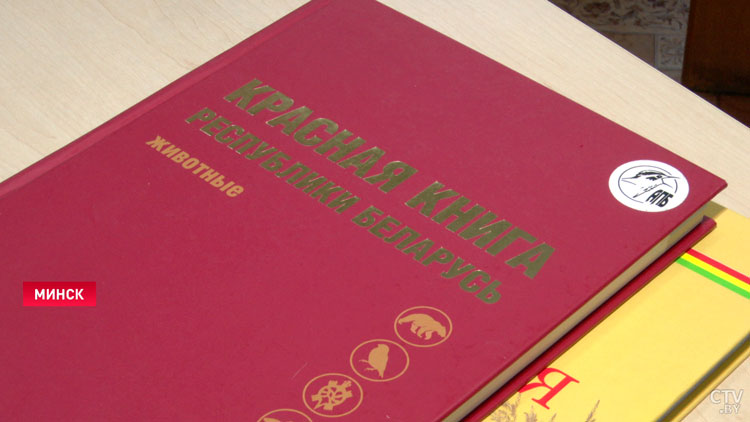 КРАСНАЯ КНИГА
РЕСПУБЛИКИ БЕЛАРУСЬ
животные
АПБ
МИНСК
Я
CTV
.BY